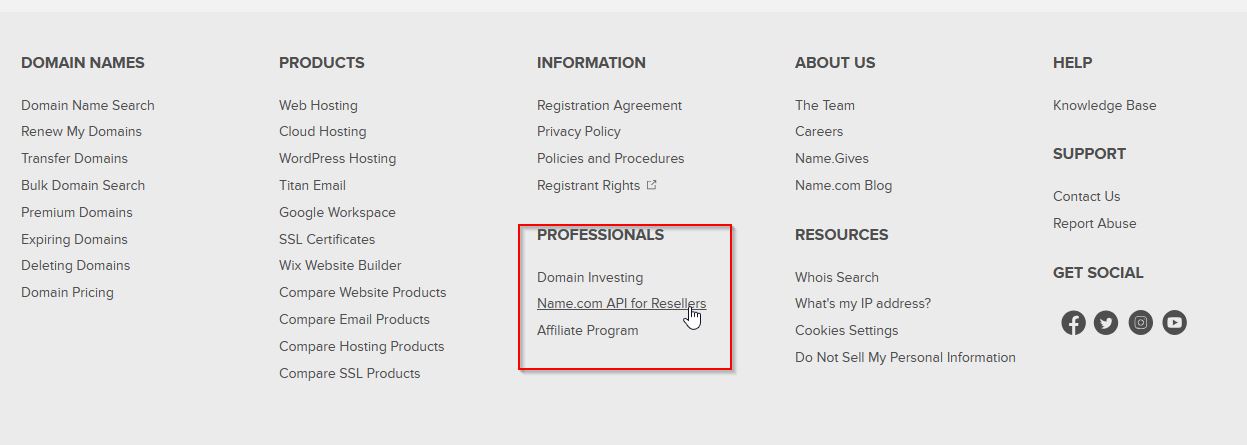 DOMAIN NAMES
Domain Name Search
Renew My Domains
Transfer Domains
Bulk Domain Search
Premium Domains
Expiring Domains
Deleting Domains
Domain Pricing
PRODUCTS
Web Hosting
Cloud Hosting
WordPress Hosting
Titan Email
Google Workspace
SSL Certificates
Wix Website Builder
Compare Website Products
Compare Email Products
Compare Hosting Products
Compare SSL Products
INFORMATION
Registration Agreement
Privacy Policy
Policies and Procedures
Registrant Rights
PROFESSIONALS
Domain Investing
Name.com API for Resellers
Affiliate Program
ABOUT US
The Team
Careers
Name.Gives
Name.com Blog
RESOURCES
Whois Search
What's my IP address?
Cookies Settings
Do Not Sell My Personal Information
HELP
Knowledge Base
SUPPORT
Contact Us
Report Abuse
GET SOCIAL